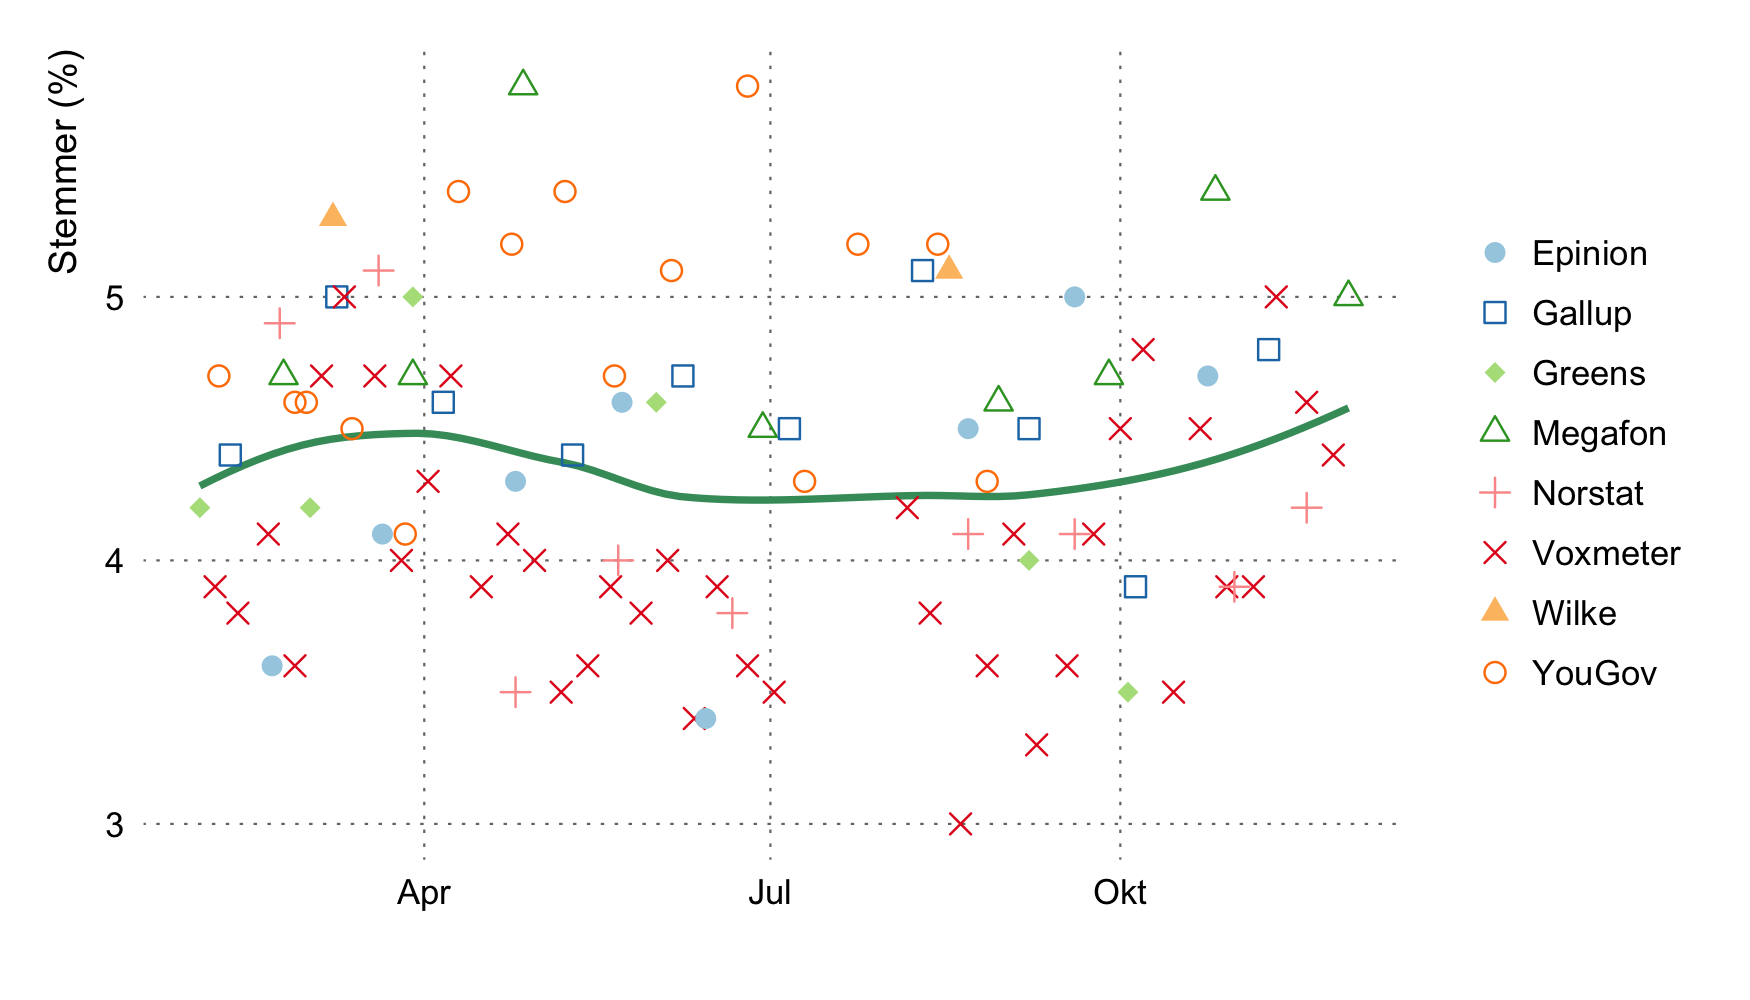 Stemmer (%)
5
4
3
Apr
Jul
Okt
Epinion
Gallup
Greens
Megafon
Norstat
Voxmeter
Wilke
YouGov